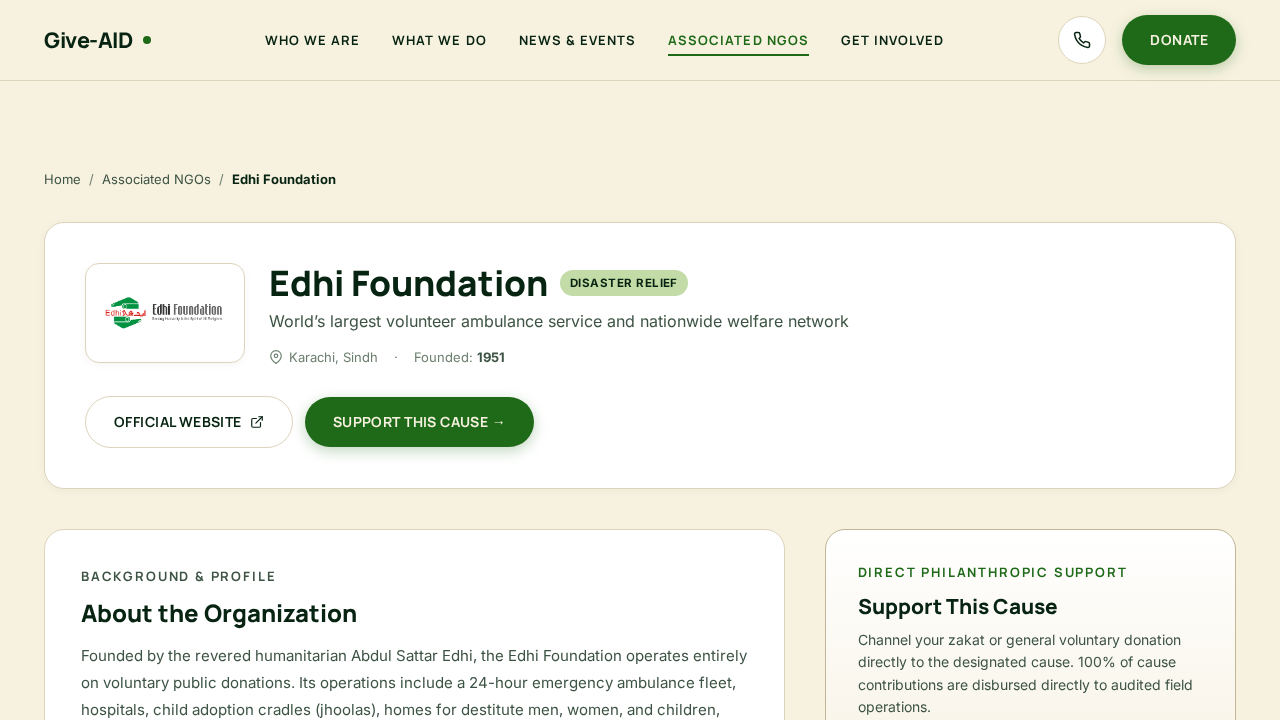 Give-AID
WHO WE ARE
WHAT WE DO
NEWS & EVENTS
ASSOCIATED NGOS
GET INVOLVED
DONATE
Home / Associated NGOs / Edhi Foundation
Edhi Foundation
Edhi Foundation
DISASTER RELIEF
World’s largest volunteer ambulance service and nationwide welfare network
Karachi, Sindh · Founded: 1951
OFFICIAL WEBSITE
SUPPORT THIS CAUSE →
BACKGROUND & PROFILE
About the Organization
Founded by the revered humanitarian Abdul Sattar Edhi, the Edhi Foundation operates entirely
on voluntary public donations. Its operations include a 24-hour emergency ambulance fleet,
hospitals, child adoption cradles (jhoolas), homes for destitute men, women, and children,
DIRECT PHILANTHROPIC SUPPORT
Support This Cause
Channel your zakat or general voluntary donation
directly to the designated cause. 100% of cause
contributions are disbursed directly to audited field
operations.